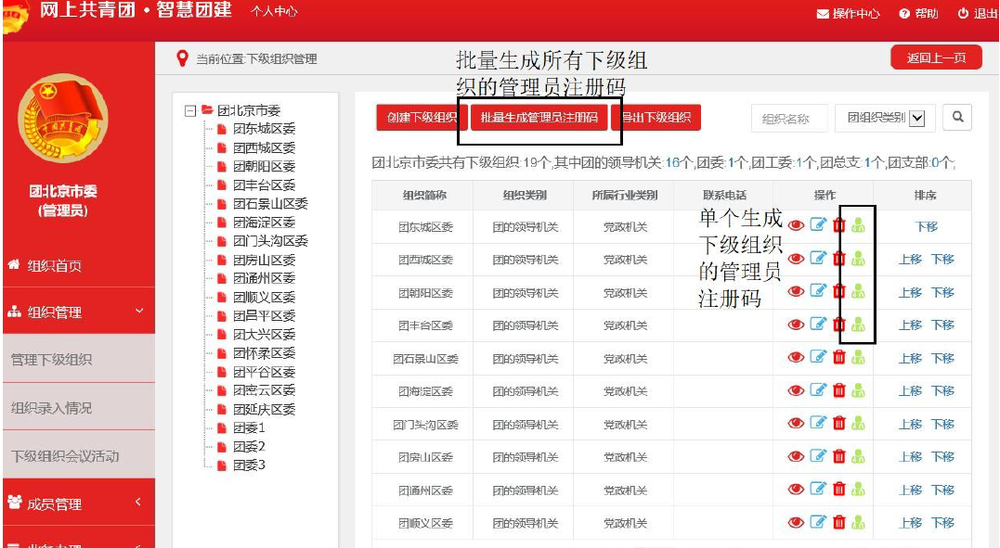 网上共青团·智慧团建 个人中心
操作中心 帮助 退出
当前位置:下级组织管理
返回上一页
批量生成所有下级组
织的管理员注册码
团北京市委
(管理员)
组织首页
组织管理
管理下级组织
组织录入情况
下级组织会议活动
成员管理
团北京市委
团东城区委
团西城区委
团朝阳区委
团丰台区委
团石景山区委
团海淀区委
团门头沟区委
团房山区委
团通州区委
团顺义区委
团昌平区委
团大兴区委
团怀柔区委
团平谷区委
团密云区委
团延庆区委
团委1
团委2
团委3
创建下级组织 批量生成管理员注册码 导出下级组织 组织名称 团组织类别
团北京市委共有下级组织:19个,其中团的领导机关:16个,团委:1个,团工委:1个,团总支:1个,团支部:0个;
组织简称 组织类别 所属行业类别 联系电话 操作 排序
团东城区委 团的领导机关 党政机关 下移
团西城区委 团的领导机关 党政机关 上移 下移
团朝阳区委 团的领导机关 党政机关 上移 下移
团丰台区委 团的领导机关 党政机关 上移 下移
团石景山区委 团的领导机关 党政机关 上移 下移
团海淀区委 团的领导机关 党政机关 上移 下移
团门头沟区委 团的领导机关 党政机关 上移 下移
团房山区委 团的领导机关 党政机关 上移 下移
团通州区委 团的领导机关 党政机关 上移 下移
团顺义区委 团的领导机关 党政机关 上移 下移
单个生成
下级组织
的管理员
注册码